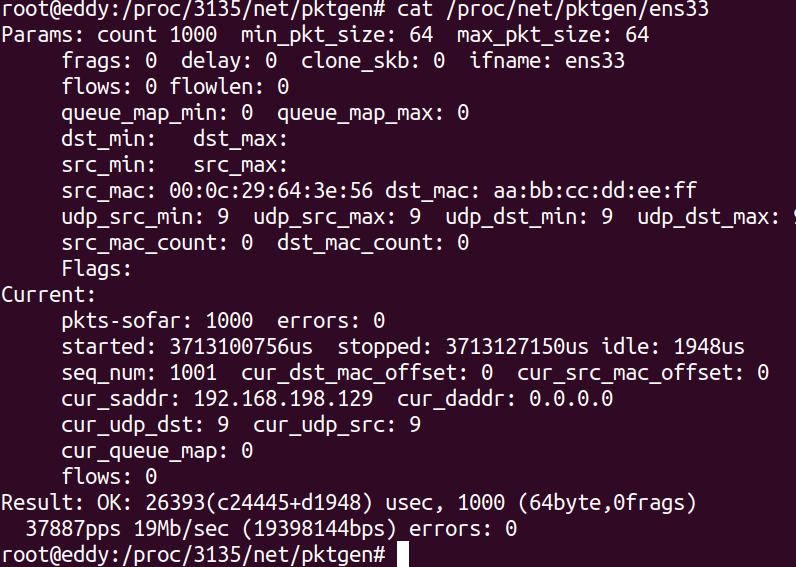 root@eddy:/proc/3135/net/pktgen# cat /proc/net/pktgen/ens33
Params: count 1000  min_pkt_size: 64  max_pkt_size: 64
     frags: 0  delay: 0  clone_skb: 0  ifname: ens33
     flows: 0 flowlen: 0
     queue_map_min: 0  queue_map_max: 0
     dst_min:   dst_max:
     src_min:   src_max:
     src_mac: 00:0c:29:64:3e:56 dst_mac: aa:bb:cc:dd:ee:ff
     udp_src_min: 9  udp_src_max: 9  udp_dst_min: 9  udp_dst_max: 9
     src_mac_count: 0  dst_mac_count: 0
     Flags:
Current:
     pkts-sofar: 1000  errors: 0
     started: 3713100756us  stopped: 3713127150us idle: 1948us
     seq_num: 1001  cur_dst_mac_offset: 0  cur_src_mac_offset: 0
     cur_saddr: 192.168.198.129  cur_daddr: 0.0.0.0
     cur_udp_dst: 9  cur_udp_src: 9
     cur_queue_map: 0
     flows: 0
Result: OK: 26393(c24445+d1948) usec, 1000 (64byte,0frags)
  37887pps 19Mb/sec (19398144bps) errors: 0
root@eddy:/proc/3135/net/pktgen#